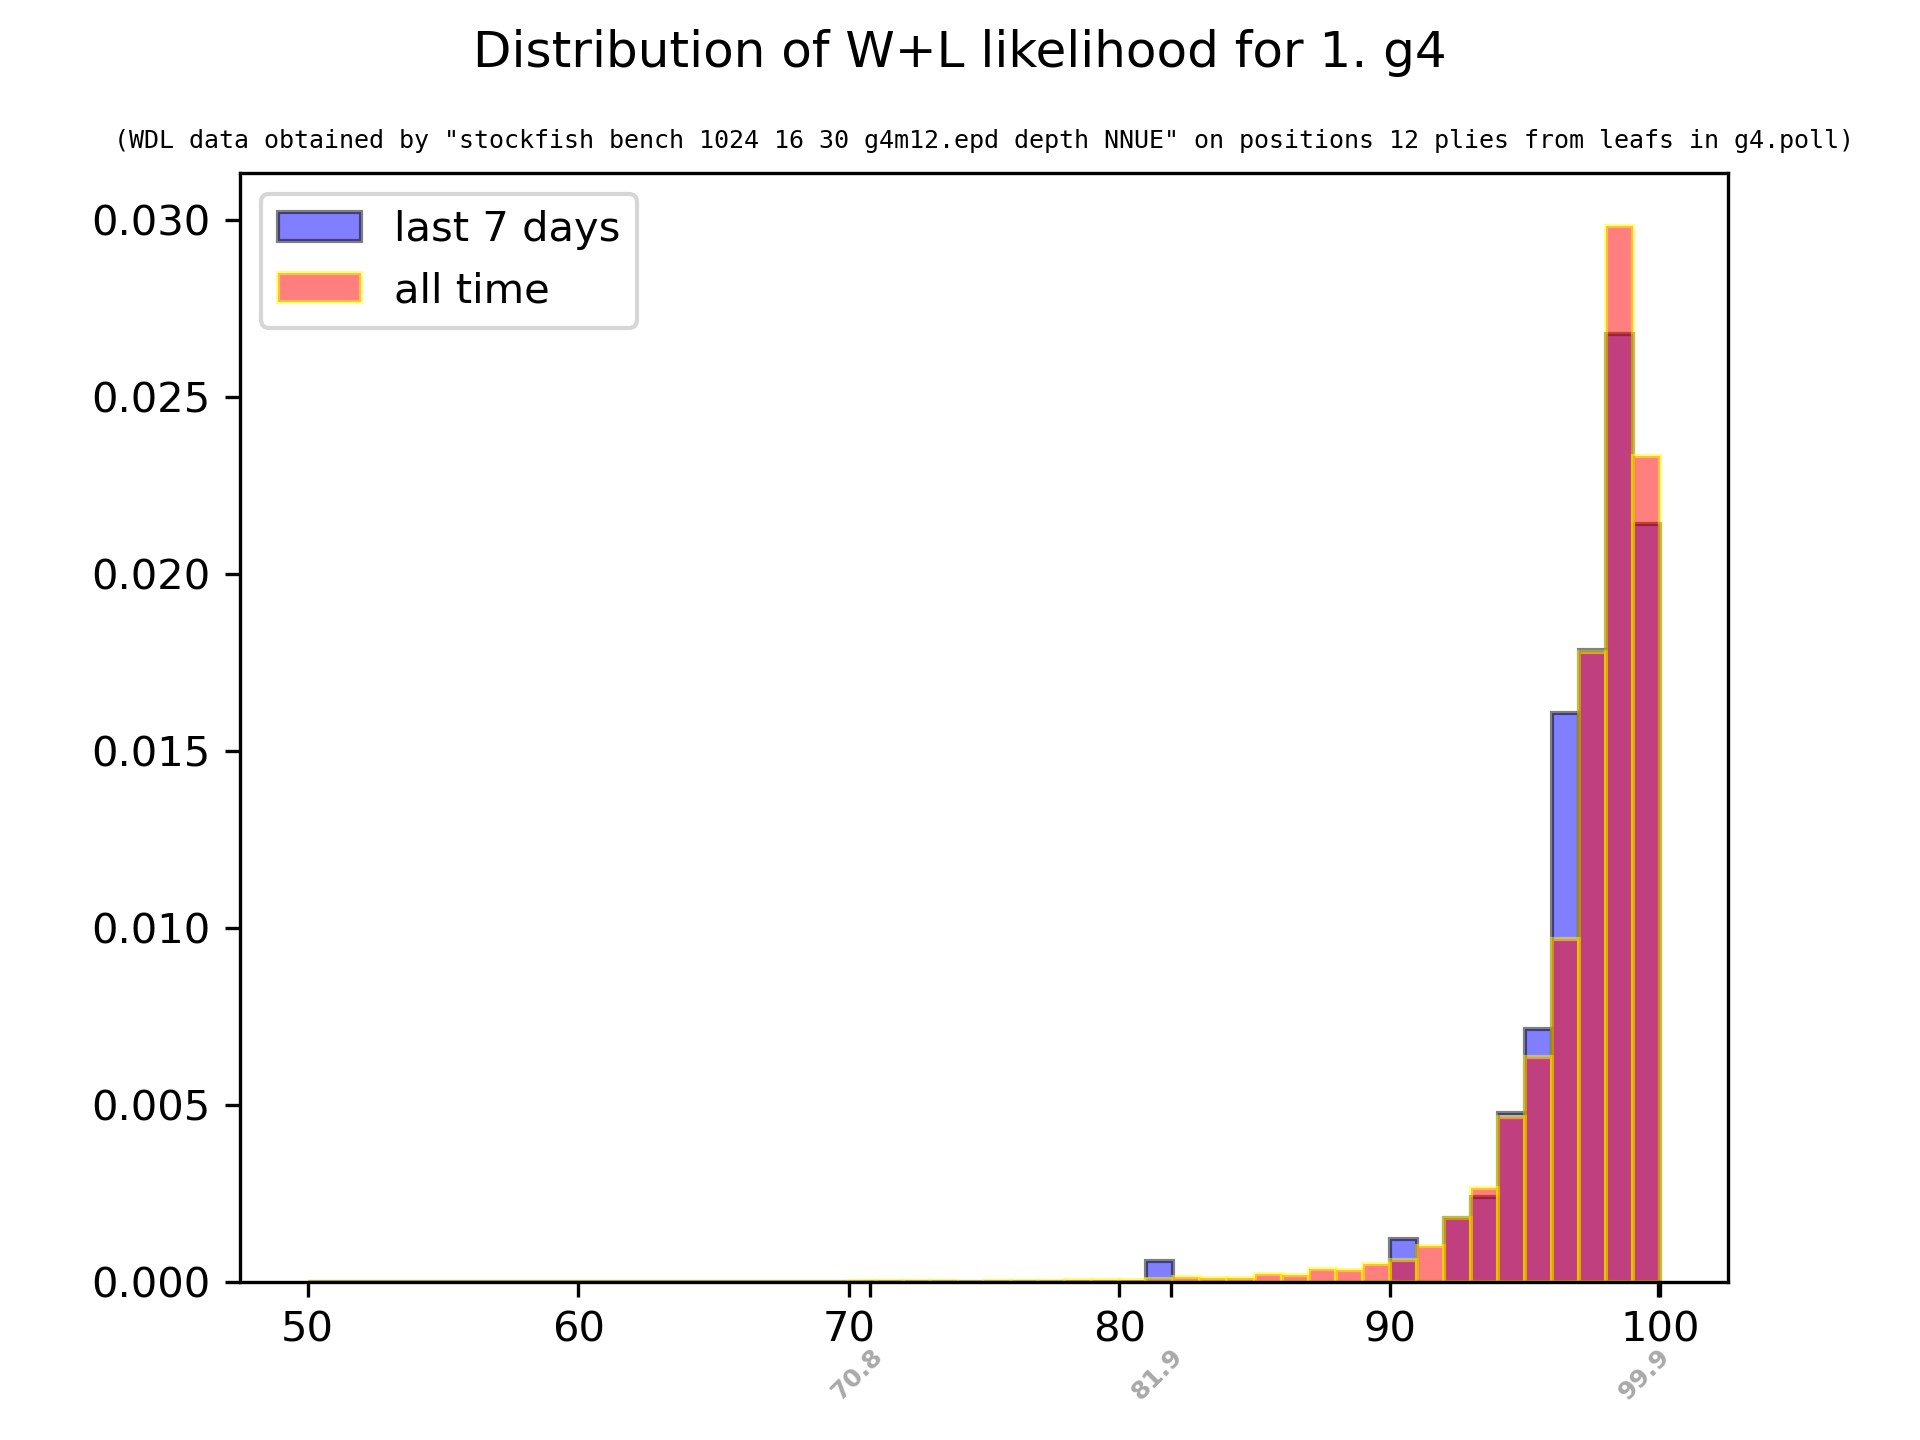 Distribution of W+L likelihood for 1. g4
(WDL data obtained by "stockfish bench 1024 16 30 g4m12.epd depth NNUE" on positions 12 plies from leafs in g4.poll)
last 7 days
all time
0.030
0.025
0.020
0.015
0.010
0.005
0.000
50 60 70 80 90 100
70.8 81.9 99.9